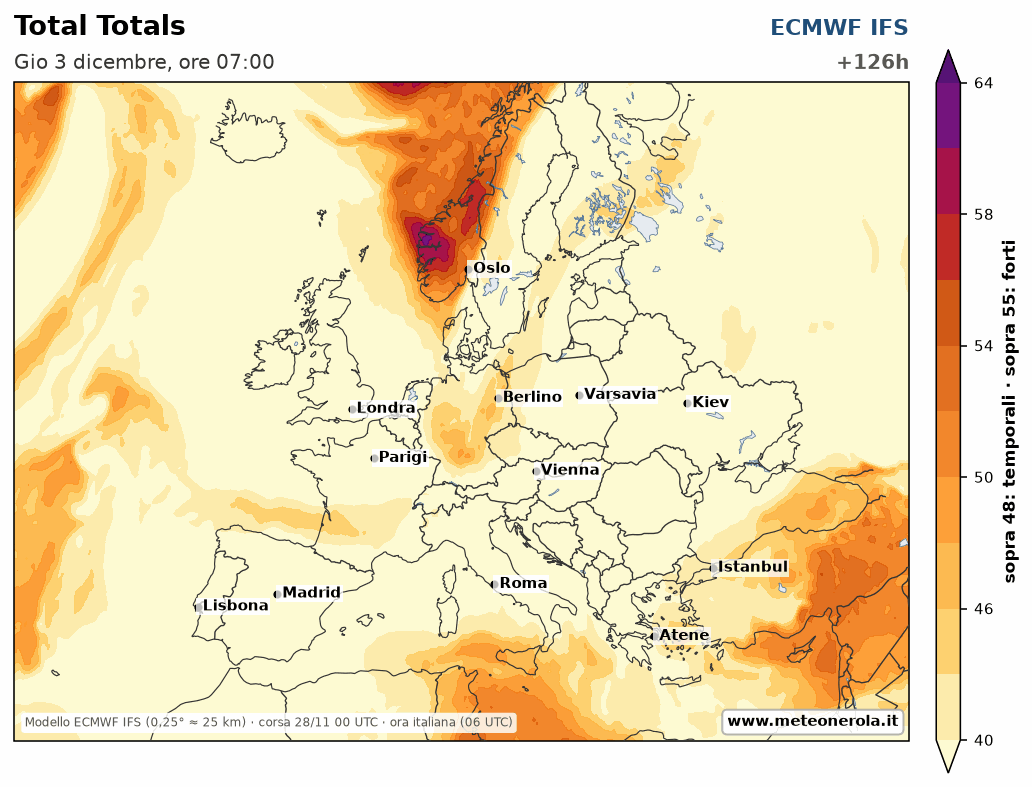 Total Totals
ECMWF IFS
Gio 3 dicembre, ore 07:00
+126h
64
58
54
50
46
40
sopra 48: temporali · sopra 55: forti
Oslo
Berlino
Varsavia
Kiev
Londra
Parigi
Vienna
Istanbul
Roma
Madrid
Lisbona
Atene
Modello ECMWF IFS (0,25° ≈ 25 km) · corsa 28/11 00 UTC · ora italiana (06 UTC)
www.meteonerola.it